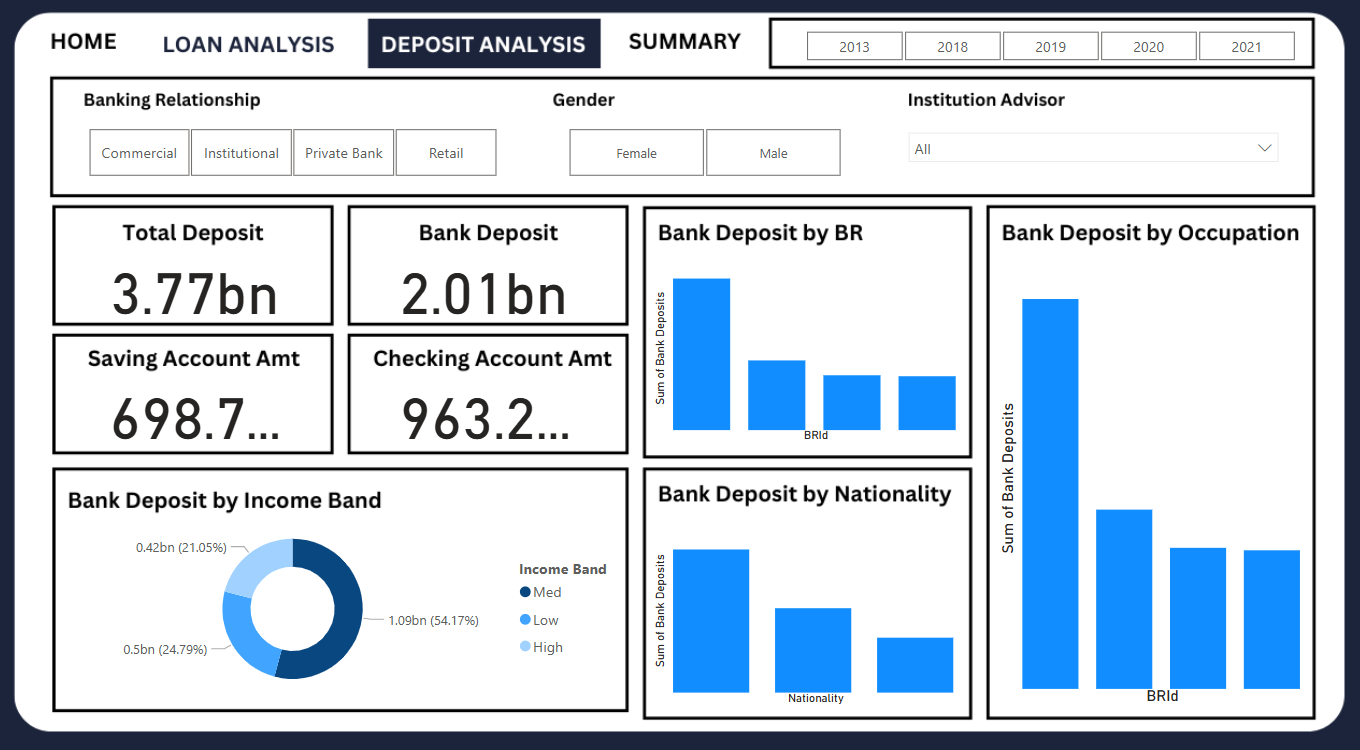 HOME
LOAN ANALYSIS
DEPOSIT ANALYSIS
SUMMARY
2013
2018
2019
2020
2021
Banking Relationship
Gender
Institution Advisor
Commercial
Institutional
Private Bank
Retail
Female
Male
All
Total Deposit
3.77bn
Bank Deposit
2.01bn
Saving Account Amt
698.7...
Checking Account Amt
963.2...
Bank Deposit by BR
Sum of Bank Deposits
BRId
Bank Deposit by Occupation
Sum of Bank Deposits
BRId
Bank Deposit by Income Band
0.42bn (21.05%)
0.5bn (24.79%)
1.09bn (54.17%)
Income Band
Med
Low
High
Bank Deposit by Nationality
Sum of Bank Deposits
Nationality